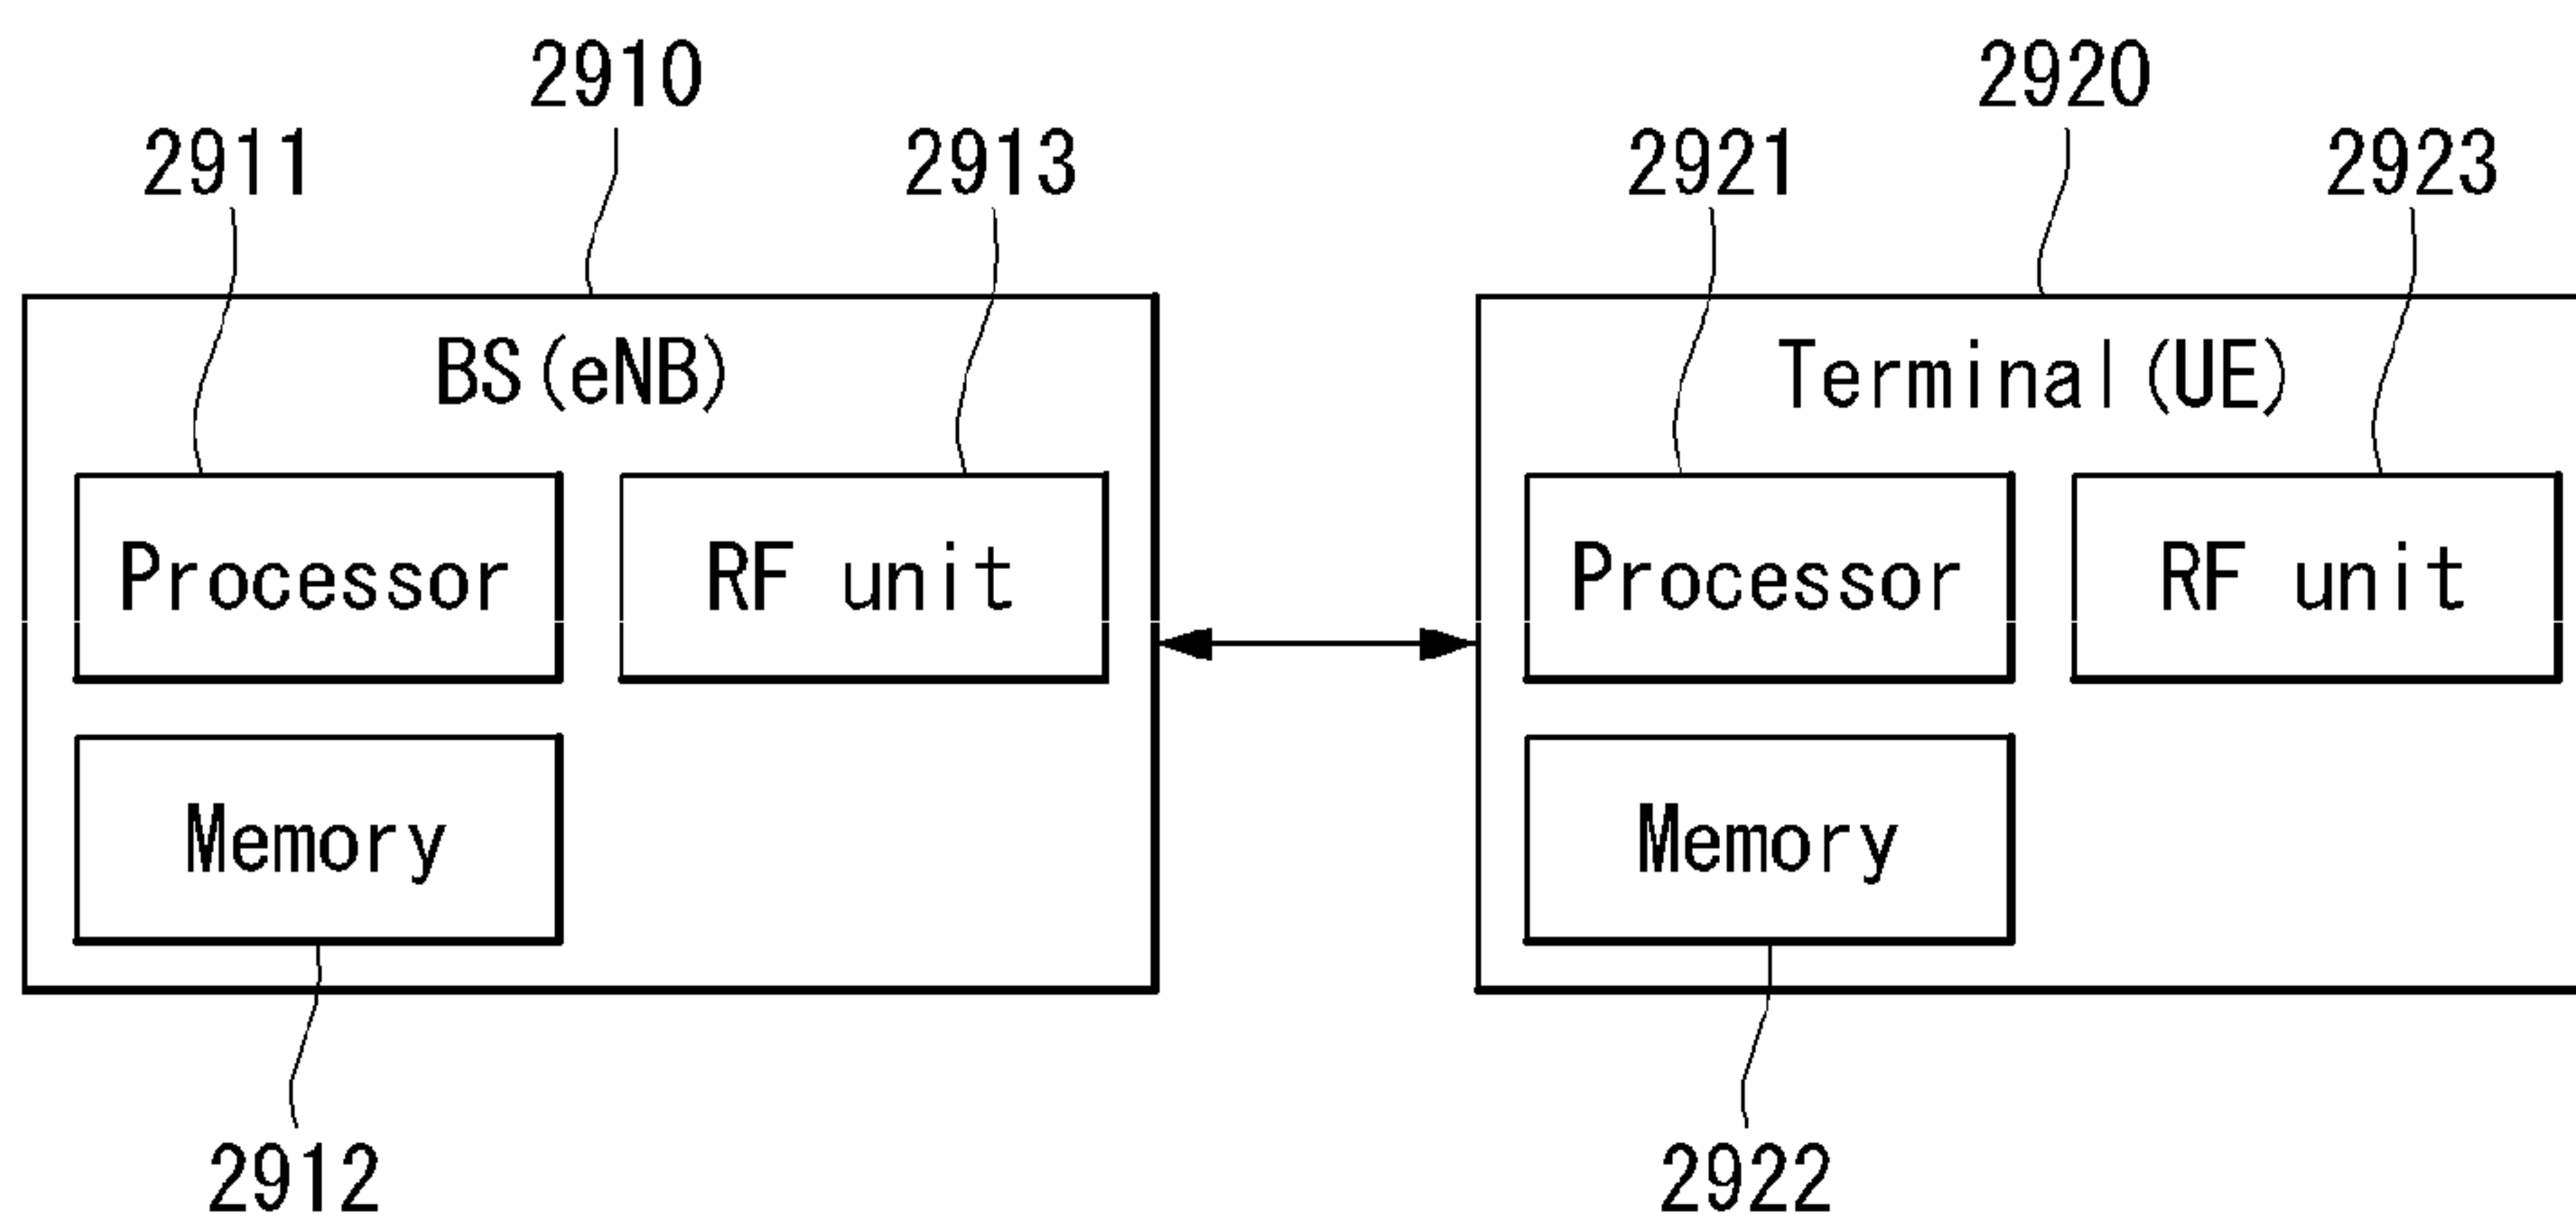 2910
2920
2911
2913
2921
2923
BS(eNB)
Terminal(UE)
Processor
RF unit
Processor
RF unit
Memory
Memory
2912
2922